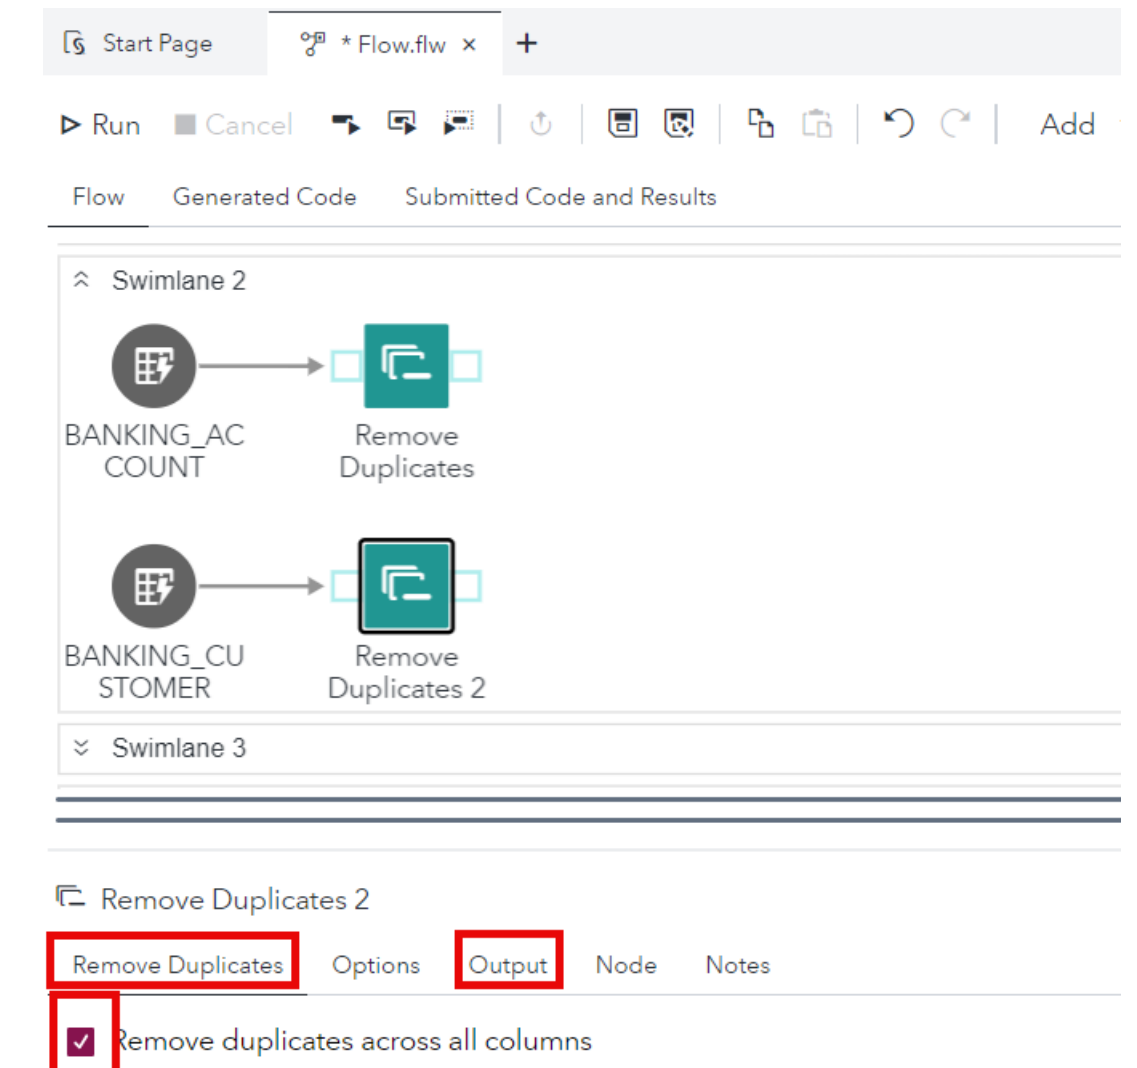 Start Page
* Flow.flw × +
Run Cancel Add
Flow Generated Code Submitted Code and Results
Swimlane 2
BANKING_AC
COUNT
Remove
Duplicates
BANKING_CU
STOMER
Remove
Duplicates 2
Swimlane 3
Remove Duplicates 2
Remove Duplicates Options Output Node Notes
Remove duplicates across all columns